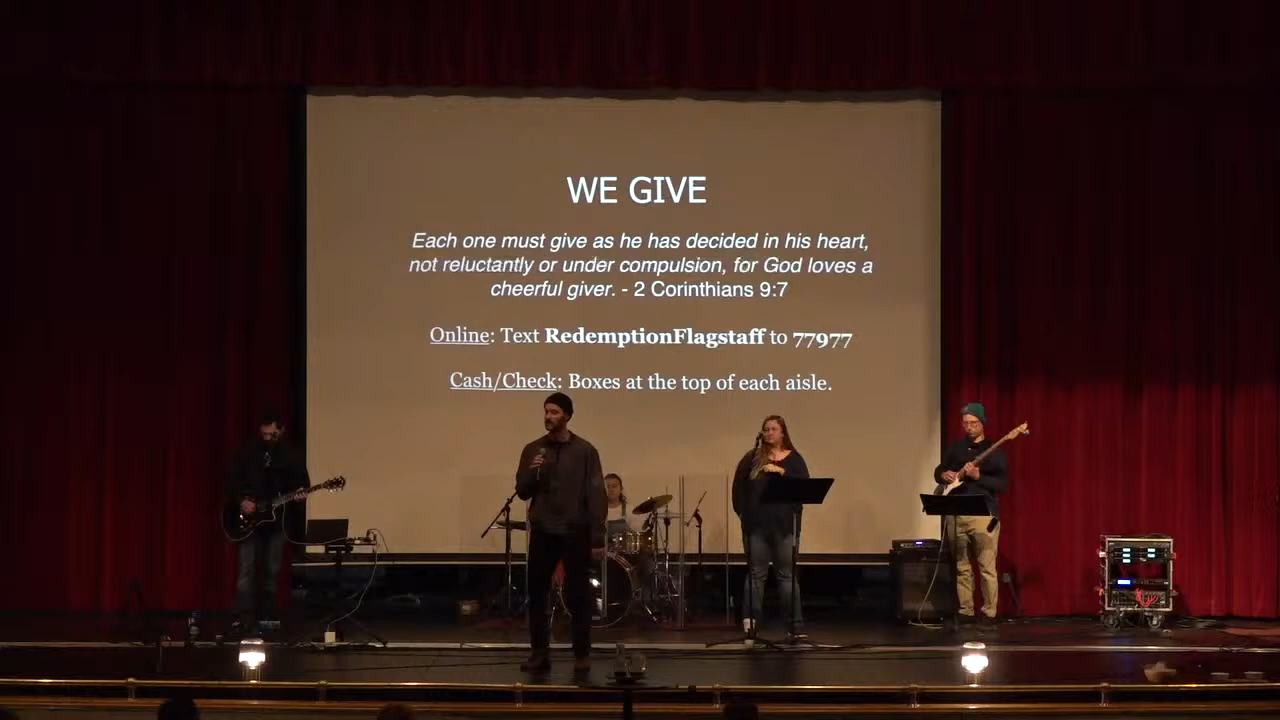 WE GIVE
Each one must give as he has decided in his heart,
not reluctantly or under compulsion, for God loves a
cheerful giver. - 2 Corinthians 9:7
Online: Text RedemptionFlagstaff to 77977
Cash/Check: Boxes at the top of each aisle.